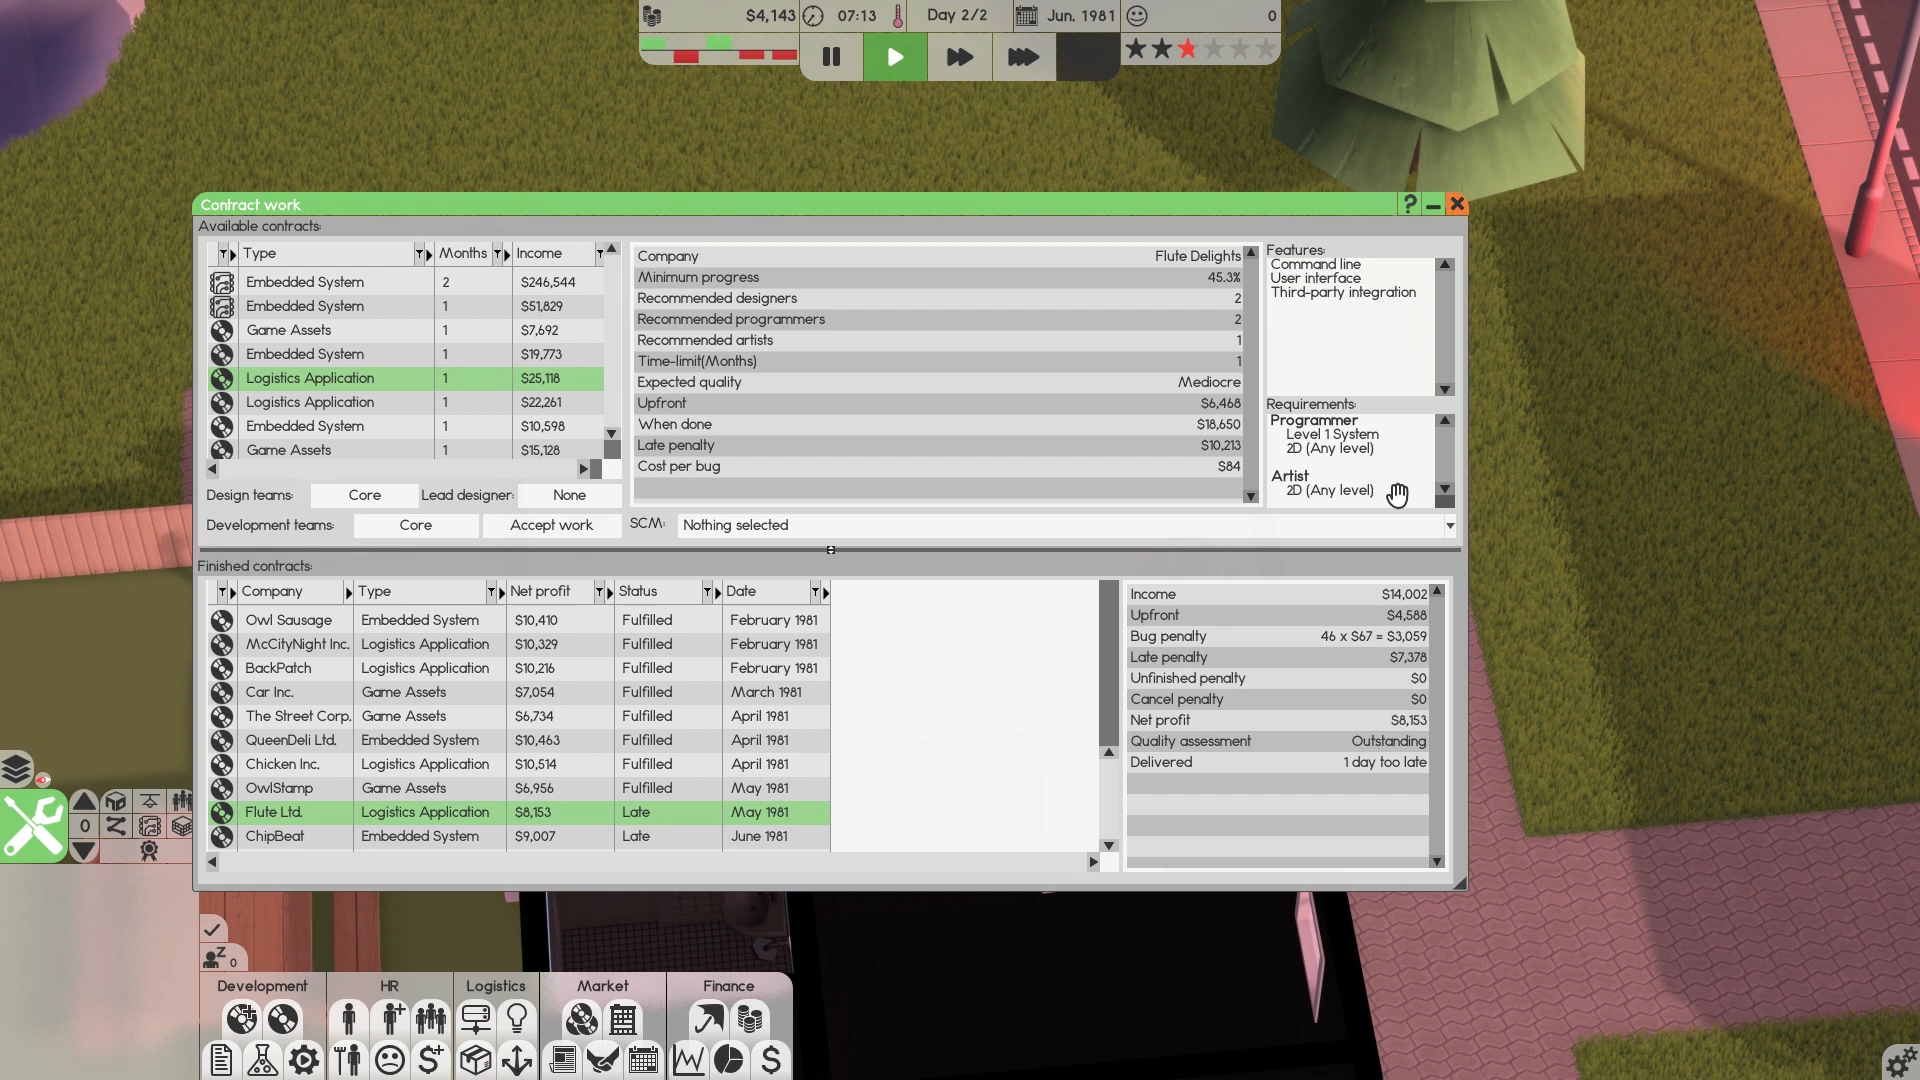 $4,143 07:13 Day 2/2 Jun. 1981 0
Contract work ?
Available contracts:
Type Months Income
Embedded System 2 $246,544
Embedded System 1 $51,829
Game Assets 1 $7,692
Embedded System 1 $19,773
Logistics Application 1 $25,118
Logistics Application 1 $22,261
Embedded System 1 $10,598
Game Assets 1 $15,128
Company Flute Delights
Minimum progress 45.3%
Recommended designers 2
Recommended programmers 2
Recommended artists 1
Time-limit(Months) 1
Expected quality Mediocre
Upfront $6,468
When done $18,650
Late penalty $10,213
Cost per bug $84
Features:
Command line
User interface
Third-party integration
Requirements:
Programmer
Level 1 System
2D (Any level)
Artist
2D (Any level)
Design teams: Core Lead designer: None
Development teams: Core Accept work SCM: Nothing selected
Finished contracts:
Company Type Net profit Status Date
Owl Sausage Embedded System $10,410 Fulfilled February 1981
McCityNight Inc. Logistics Application $10,329 Fulfilled February 1981
BackPatch Logistics Application $10,216 Fulfilled February 1981
Car Inc. Game Assets $7,054 Fulfilled March 1981
The Street Corp. Game Assets $6,734 Fulfilled April 1981
QueenDeli Ltd. Embedded System $10,463 Fulfilled April 1981
Chicken Inc. Logistics Application $10,514 Fulfilled April 1981
OwlStamp Game Assets $6,956 Fulfilled May 1981
Flute Ltd. Logistics Application $8,153 Late May 1981
ChipBeat Embedded System $9,007 Late June 1981
Income $14,002
Upfront $4,588
Bug penalty 46 x $67 = $3,059
Late penalty $7,378
Unfinished penalty $0
Cancel penalty $0
Net profit $8,153
Quality assessment Outstanding
Delivered 1 day too late
0
z 0
Development HR Logistics Market Finance